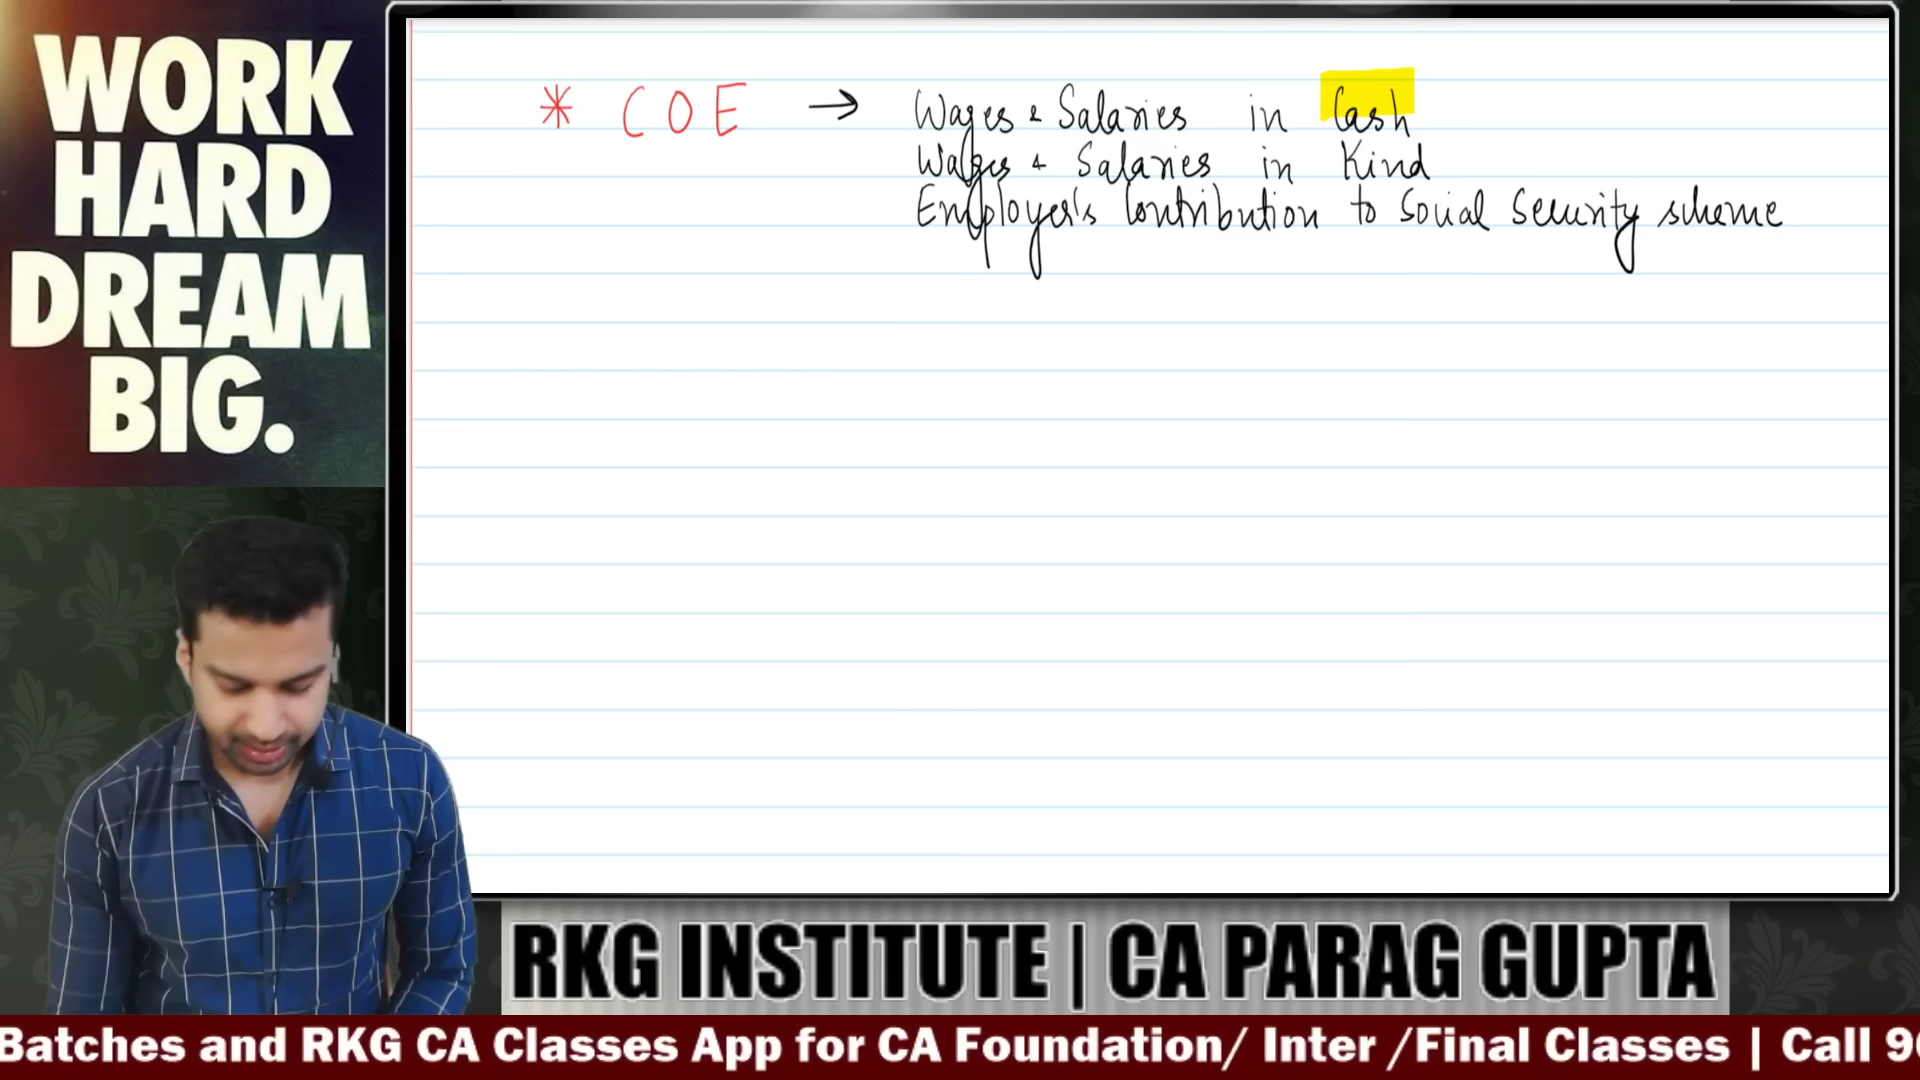 WORK
HARD
DREAM
BIG.
* COE → Wages & Salaries in Cash
Wages & Salaries in Kind
Employer's Contribution to Social Security scheme
RKG INSTITUTE | CA PARAG GUPTA
Batches and RKG CA Classes App for CA Foundation/ Inter /Final Classes | Call